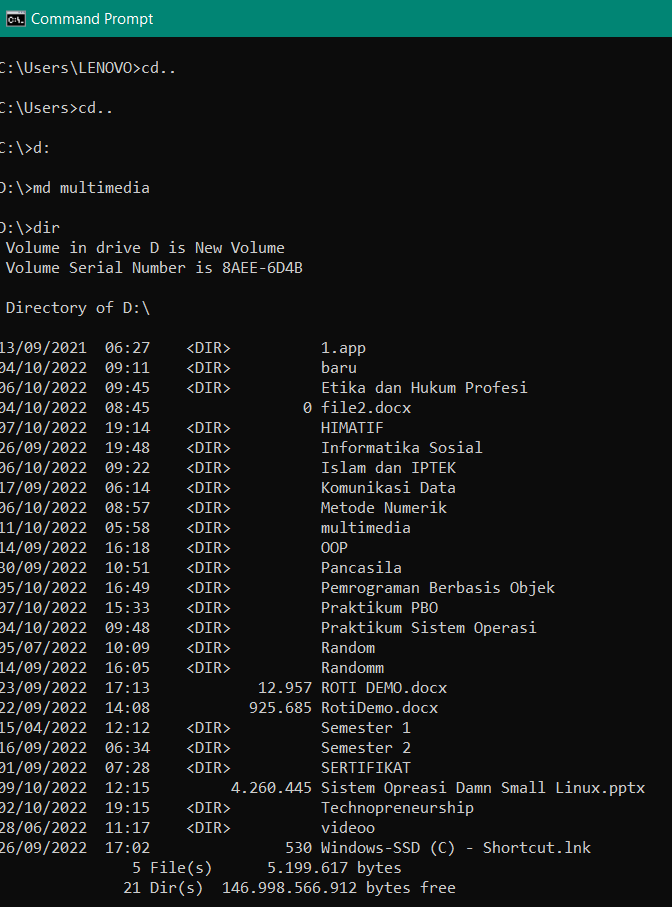 Command Prompt
C:\Users\LENOVO>cd..
C:\Users>cd..
C:\>d:
D:\>md multimedia
D:\>dir
Volume in drive D is New Volume
Volume Serial Number is 8AEE-6D4B
Directory of D:\
13/09/2021 06:27 <DIR> 1.app
04/10/2022 09:11 <DIR> baru
06/10/2022 09:45 <DIR> Etika dan Hukum Profesi
04/10/2022 08:45 0 file2.docx
07/10/2022 19:14 <DIR> HIMATIF
26/09/2022 19:48 <DIR> Informatika Sosial
06/10/2022 09:22 <DIR> Islam dan IPTEK
17/09/2022 06:14 <DIR> Komunikasi Data
06/10/2022 08:57 <DIR> Metode Numerik
11/10/2022 05:58 <DIR> multimedia
14/09/2022 16:18 <DIR> OOP
30/09/2022 10:51 <DIR> Pancasila
05/10/2022 16:49 <DIR> Pemrograman Berbasis Objek
07/10/2022 15:33 <DIR> Praktikum PBO
04/10/2022 09:48 <DIR> Praktikum Sistem Operasi
05/07/2022 10:09 <DIR> Random
14/09/2022 16:05 <DIR> Randomm
23/09/2022 17:13 12.957 ROTI DEMO.docx
22/09/2022 14:08 925.685 RotiDemo.docx
15/04/2022 12:12 <DIR> Semester 1
16/09/2022 06:34 <DIR> Semester 2
01/09/2022 07:28 <DIR> SERTIFIKAT
09/10/2022 12:15 4.260.445 Sistem Opreasi Damn Small Linux.pptx
02/10/2022 19:15 <DIR> Technopreneurship
28/06/2022 11:17 <DIR> videoo
26/09/2022 17:02 530 Windows-SSD (C) - Shortcut.lnk
5 File(s) 5.199.617 bytes
21 Dir(s) 146.998.566.912 bytes free